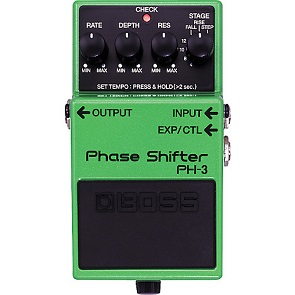 CHECK
RATE DEPTH RES STAGE
RISE
FALL STEP
12
MIN MAX MIN MAX MIN MAX
SET TEMPO : PRESS & HOLD (>2 sec.)
OUTPUT INPUT
EXP/CTL
Phase Shifter
PH-3
BOSS